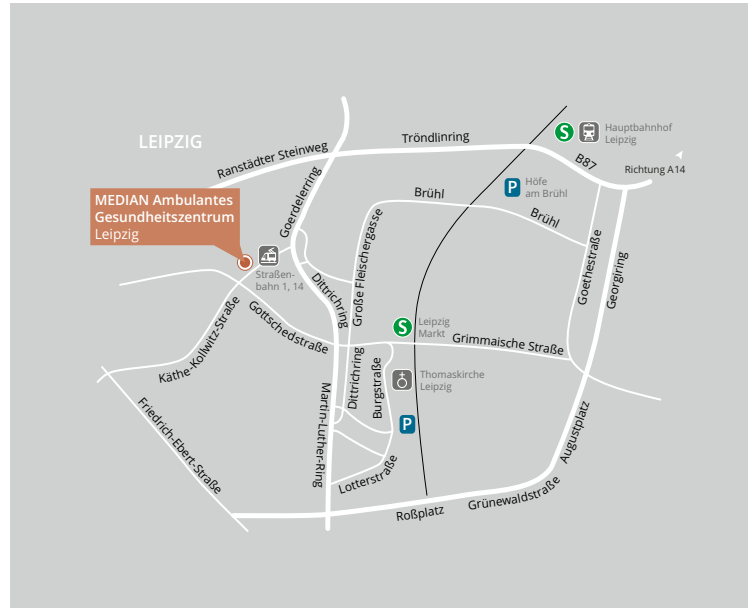 LEIPZIG
Hauptbahnhof
Leipzig
S
Tröndlinring
B87
Richtung A14
Ranstädter Steinweg
P
Höfe
am Brühl
Brühl
Brühl
MEDIAN Ambulantes
Gesundheitszentrum
Leipzig
Goerdelerring
Große Fleischergasse
Goethestraße
Georgiring
Straßen-
bahn 1, 14
Dittrichring
Gottschedstraße
S
Leipzig
Markt
Grimmaische Straße
Käthe-Kollwitz-Straße
Thomaskirche
Leipzig
Dittrichring
Burgstraße
Martin-Luther-Ring
Friedrich-Ebert-Straße
P
Augustplatz
Lotterstraße
Grünewaldstraße
Roßplatz